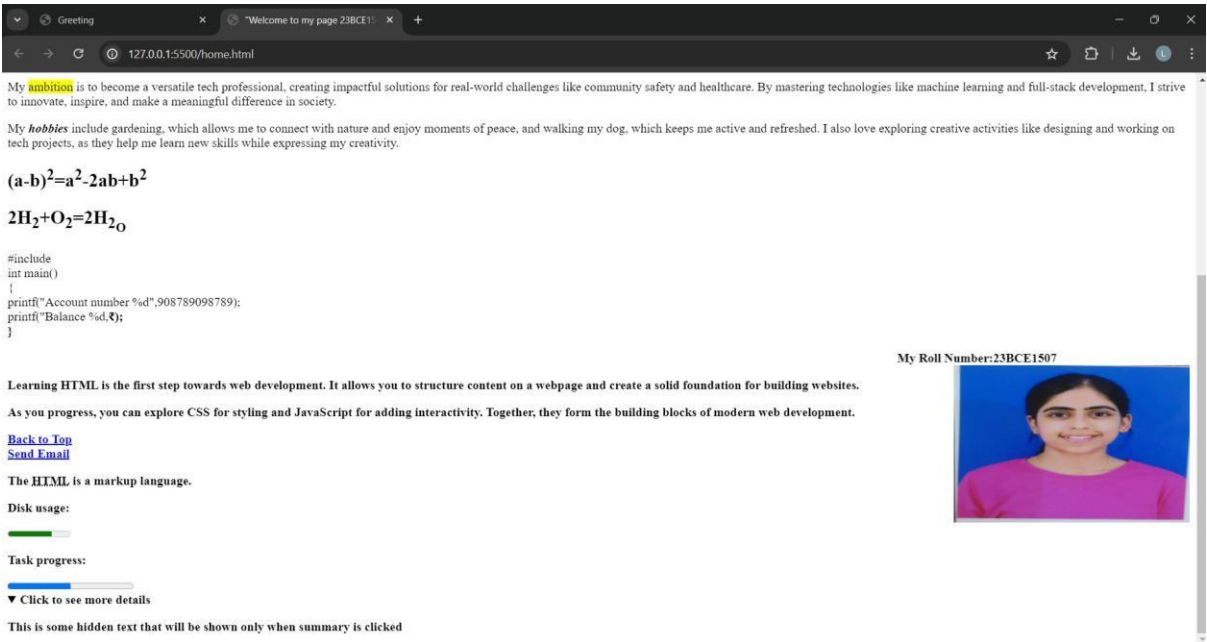 Greeting
"Welcome to my page 23BCE15
127.0.0.1:5500/home.html
L
My ambition is to become a versatile tech professional, creating impactful solutions for real-world challenges like community safety and healthcare. By mastering technologies like machine learning and full-stack development, I strive
to innovate, inspire, and make a meaningful difference in society.
My hobbies include gardening, which allows me to connect with nature and enjoy moments of peace, and walking my dog, which keeps me active and refreshed. I also love exploring creative activities like designing and working on
tech projects, as they help me learn new skills while expressing my creativity.
(a-b)²=a²-2ab+b²
2H₂+O₂=2H₂O
#include
int main()
{
printf("Account number %d",908789098789);
printf("Balance %d,₹);
}
My Roll Number:23BCE1507
Learning HTML is the first step towards web development. It allows you to structure content on a webpage and create a solid foundation for building websites.
As you progress, you can explore CSS for styling and JavaScript for adding interactivity. Together, they form the building blocks of modern web development.
Back to Top
Send Email
The HTML is a markup language.
Disk usage:
Task progress:
▼ Click to see more details
This is some hidden text that will be shown only when summary is clicked